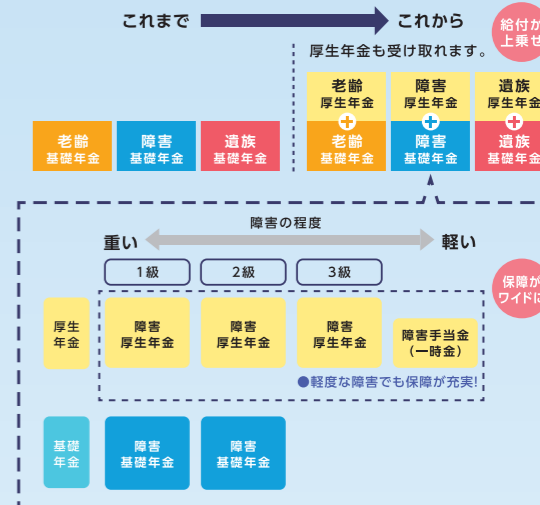 これまで
これから
給付が
上乗せ
厚生年金も受け取れます。
老齢
厚生年金
障害
厚生年金
遺族
厚生年金
老齢
基礎年金
障害
基礎年金
遺族
基礎年金
老齢
基礎年金
障害
基礎年金
遺族
基礎年金
障害の程度
重い
軽い
1級
2級
3級
保障が
ワイドに
厚生
年金
障害
厚生年金
障害
厚生年金
障害
厚生年金
障害手当金
(一時金)
●軽度な障害でも保障が充実!
基礎
年金
障害
基礎年金
障害
基礎年金